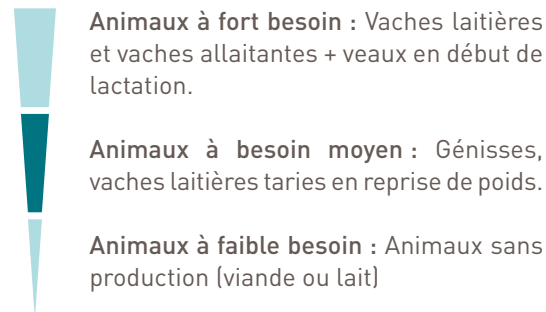 Animaux à fort besoin : Vaches laitières
et vaches allaitantes + veaux en début de
lactation.
Animaux à besoin moyen : Génisses,
vaches laitières taries en reprise de poids.
Animaux à faible besoin : Animaux sans
production (viande ou lait)